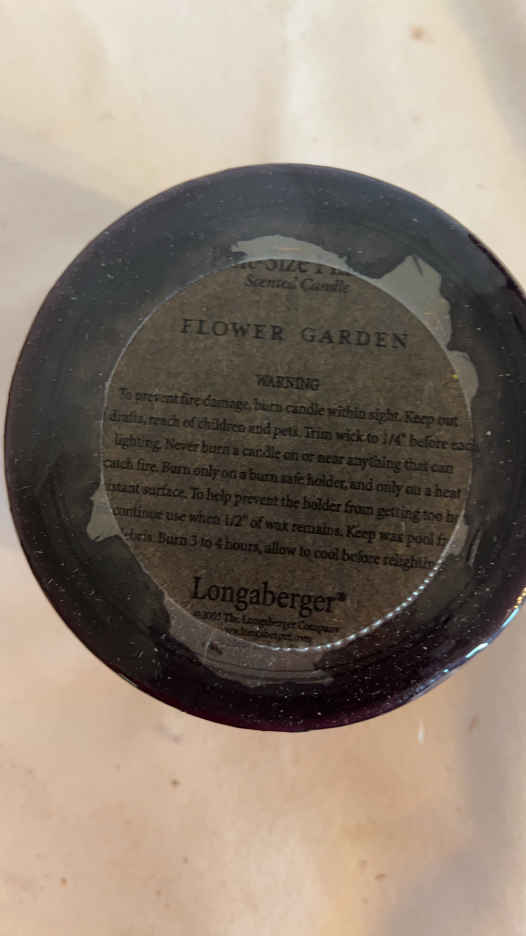 Scented Candle
FLOWER GARDEN
WARNING
To prevent fire damage, burn candle within sight. Keep out
drafts, reach of children and pets. Trim wick to 1/4" before each
lighting. Never burn a candle on or near anything that can
catch fire. Burn only on a burn safe holder, and only on a heat
istant surface. To help prevent the holder from getting too h
continue use when 1/2" of wax remains. Keep wax pool fr
ebris. Burn 3 to 4 hours, allow to cool before relighting.
Longaberger®
The Longaberger Company
www.longaberger.com